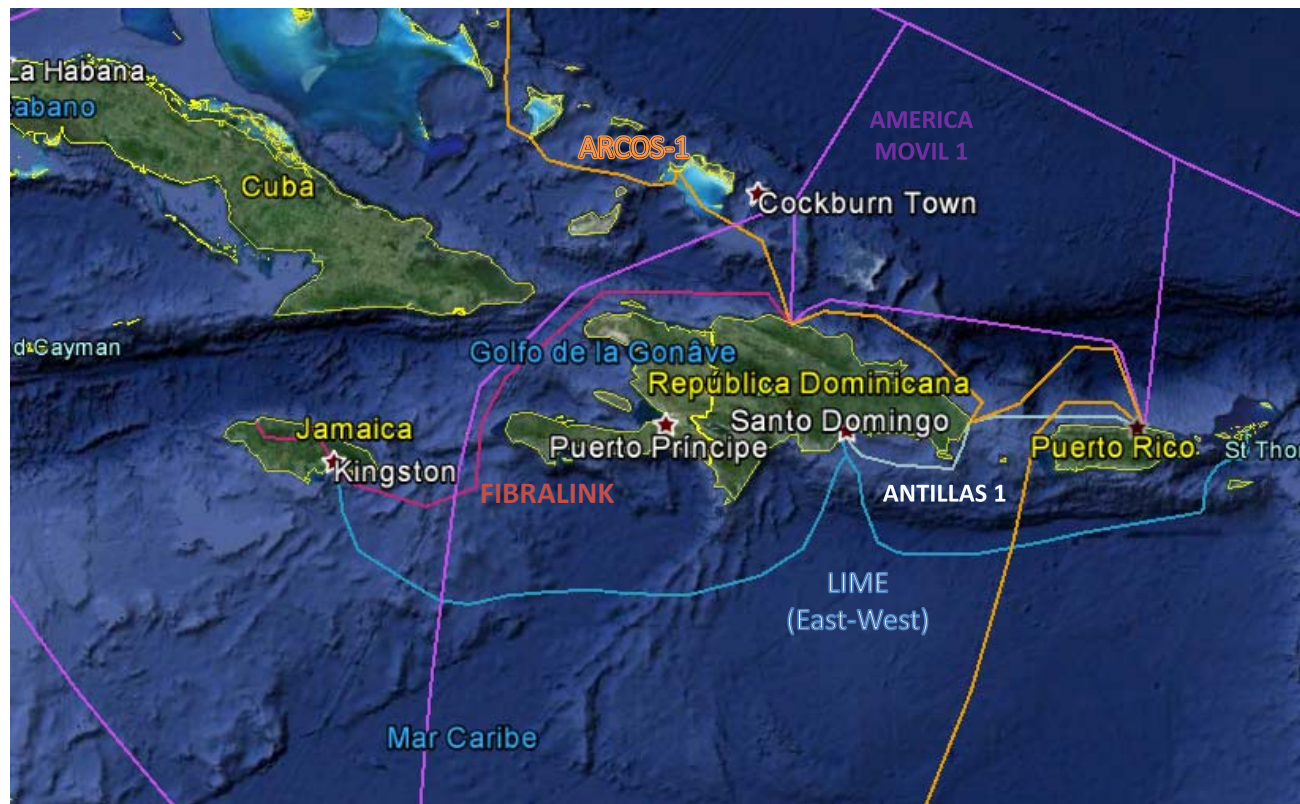 La Habana
abano
AMERICA
MOVIL 1
ARCOS-1
Cuba
Cockburn Town
d Cayman
Golfo de la Gonâve
República Dominicana
Jamaica
Santo Domingo
Puerto Príncipe
Puerto Rico
St Tho
Kingston
FIBRALINK
ANTILLAS 1
LIME
(East-West)
Mar Caribe